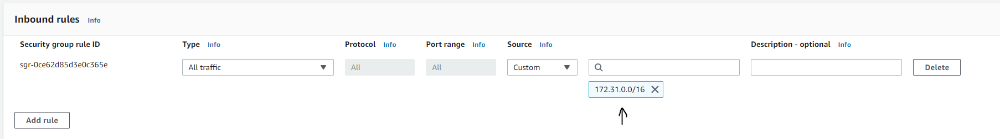 Inbound rules Info
Security group rule ID Type Info Protocol Info Port range Info Source Info Description - optional Info
sgr-0ce62d85d3e0c365e All traffic All All Custom Delete
172.31.0.0/16
Add rule